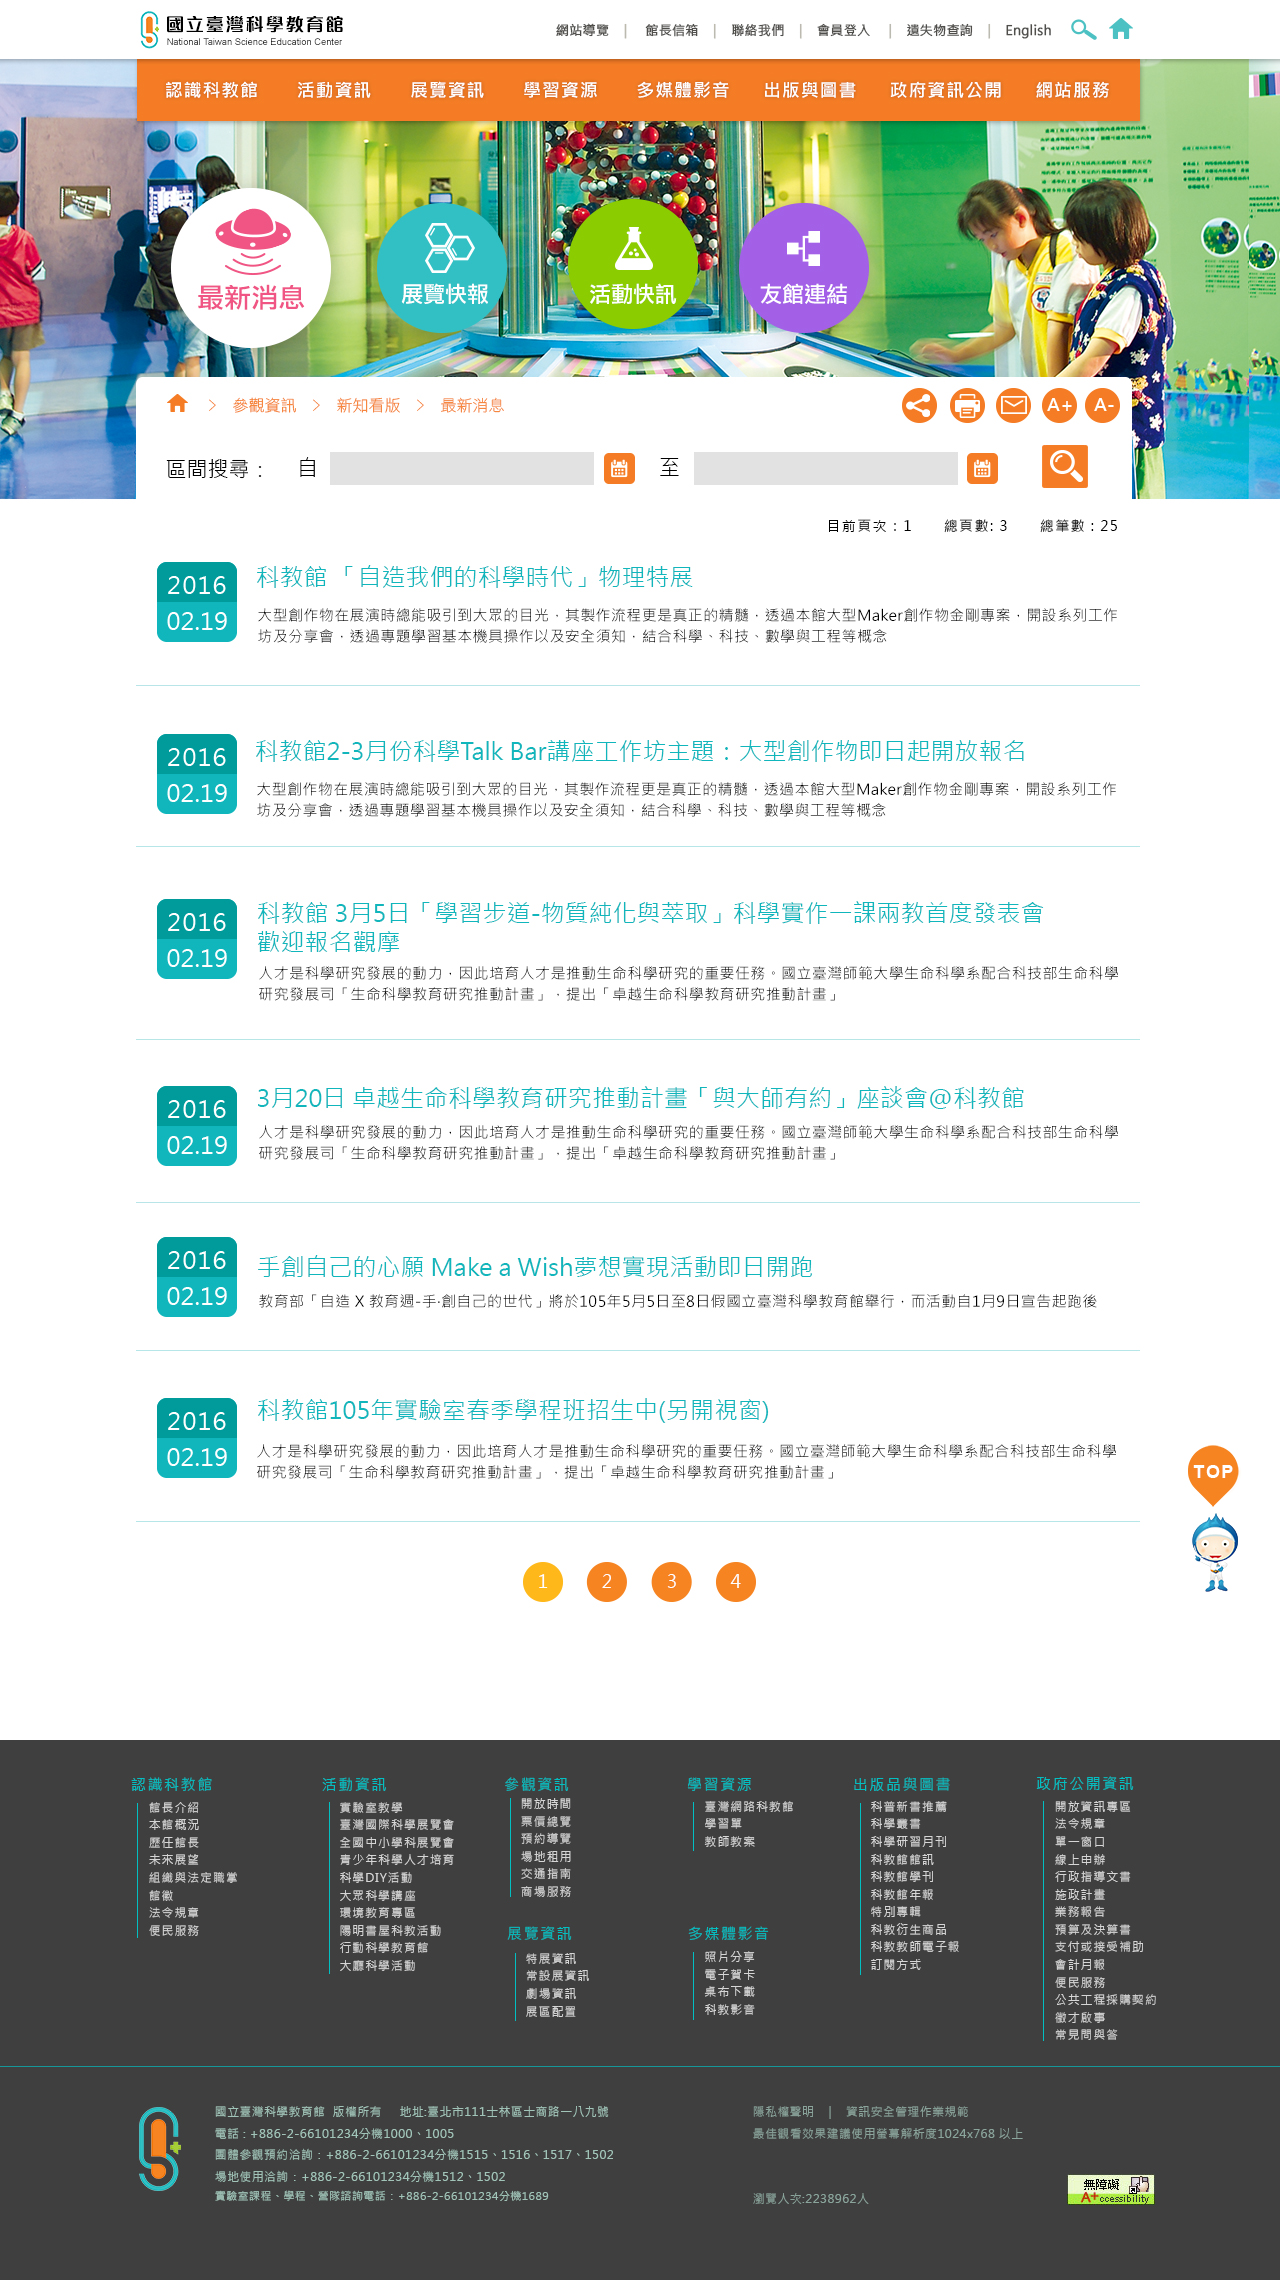 國立臺灣科學教育館
National Taiwan Science Education Center
網站導覽 | 館長信箱 | 聯絡我們 | 會員登入 | 遺失物查詢 | English
認識科教館 活動資訊 展覽資訊 學習資源 多媒體影音 出版與圖書 政府資訊公開 網站服務
最新消息
展覽快報
活動快訊
友館連結
> 參觀資訊 > 新知看版 > 最新消息
A+ A-
區間搜尋： 自 至
目前頁次：1 總頁數: 3 總筆數：25
2016
02.19
科教館「自造我們的科學時代」物理特展
大型創作物在展演時總能吸引到大眾的目光，其製作流程更是真正的精髓，透過本館大型Maker創作物金剛專案，開設系列工作
坊及分享會，透過專題學習基本機具操作以及安全須知，結合科學、科技、數學與工程等概念
2016
02.19
科教館2-3月份科學Talk Bar講座工作坊主題：大型創作物即日起開放報名
大型創作物在展演時總能吸引到大眾的目光，其製作流程更是真正的精髓，透過本館大型Maker創作物金剛專案，開設系列工作
坊及分享會，透過專題學習基本機具操作以及安全須知，結合科學、科技、數學與工程等概念
2016
02.19
科教館 3月5日「學習步道-物質純化與萃取」科學實作一課兩教首度發表會
歡迎報名觀摩
人才是科學研究發展的動力，因此培育人才是推動生命科學研究的重要任務。國立臺灣師範大學生命科學系配合科技部生命科學
研究發展司「生命科學教育研究推動計畫」，提出「卓越生命科學教育研究推動計畫」
2016
02.19
3月20日 卓越生命科學教育研究推動計畫「與大師有約」座談會@科教館
人才是科學研究發展的動力，因此培育人才是推動生命科學研究的重要任務。國立臺灣師範大學生命科學系配合科技部生命科學
研究發展司「生命科學教育研究推動計畫」，提出「卓越生命科學教育研究推動計畫」
2016
02.19
手創自己的心願 Make a Wish夢想實現活動即日開跑
教育部「自造 X 教育週-手‧創自己的世代」將於105年5月5日至8日假國立臺灣科學教育館舉行，而活動自1月9日宣告起跑後
2016
02.19
科教館105年實驗室春季學程班招生中(另開視窗)
人才是科學研究發展的動力，因此培育人才是推動生命科學研究的重要任務。國立臺灣師範大學生命科學系配合科技部生命科學
研究發展司「生命科學教育研究推動計畫」，提出「卓越生命科學教育研究推動計畫」
TOP
1 2 3 4
認識科教館
館長介紹
本館概況
歷任館長
未來展望
組織與法定職掌
館徽
法令規章
便民服務
活動資訊
實驗室教學
臺灣國際科學展覽會
全國中小學科展覽會
青少年科學人才培育
科學DIY活動
大眾科學講座
環境教育專區
陽明書屋科教活動
行動科學教育館
大廳科學活動
參觀資訊
開放時間
票價總覽
預約導覽
場地租用
交通指南
商場服務
展覽資訊
特展資訊
常設展資訊
劇場資訊
展區配置
學習資源
臺灣網路科教館
學習單
教師教案
多媒體影音
照片分享
電子賀卡
桌布下載
科教影音
出版品與圖書
科普新書推薦
科學叢書
科學研習月刊
科教館館訊
科教館學刊
科教館年報
特別專輯
科教衍生商品
科教教師電子報
訂閱方式
政府公開資訊
開放資訊專區
法令規章
單一窗口
線上申辦
行政指導文書
施政計畫
業務報告
預算及決算書
支付或接受補助
會計月報
便民服務
公共工程採購契約
徵才啟事
常見問與答
國立臺灣科學教育館 版權所有 地址:臺北市111士林區士商路一八九號
電話：+886-2-66101234分機1000、1005
團體參觀預約洽詢：+886-2-66101234分機1515、1516、1517、1502
場地使用洽詢：+886-2-66101234分機1512、1502
實驗室課程、學程、營隊諮詢電話：+886-2-66101234分機1689
隱私權聲明 | 資訊安全管理作業規範
最佳觀看效果建議使用螢幕解析度1024x768 以上
瀏覽人次:2238962人
無障礙
A+ccessibility